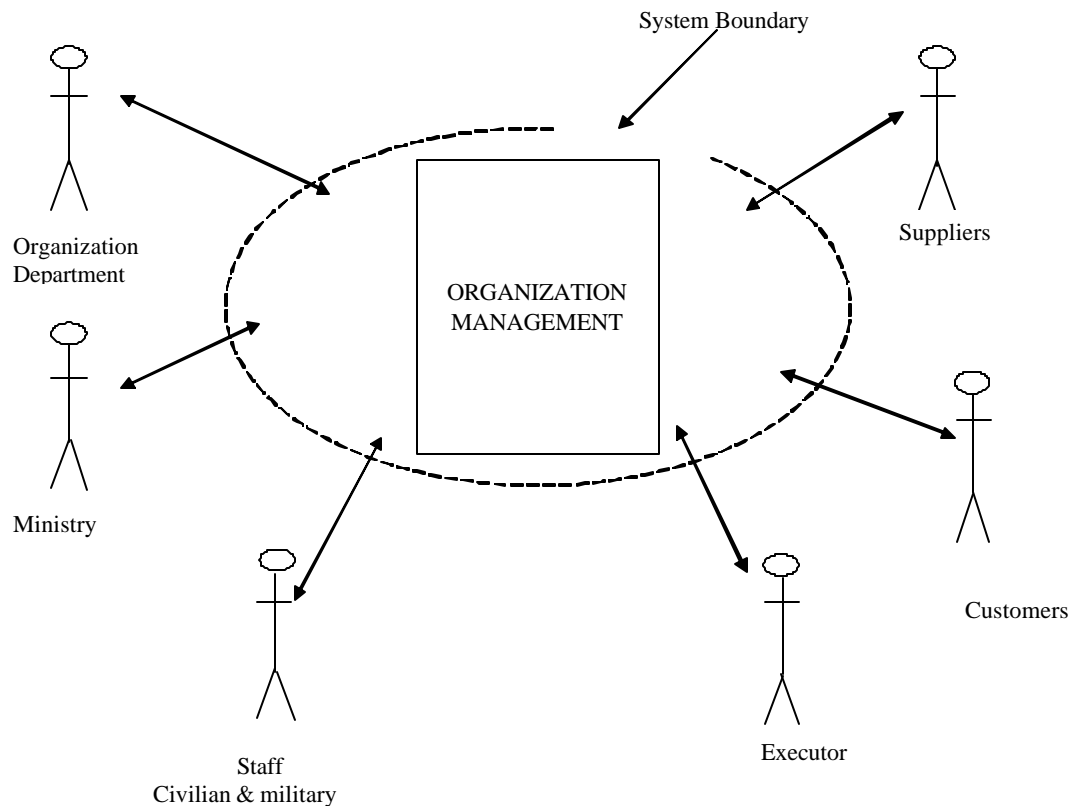 System Boundary
Organization
Department
Suppliers
ORGANIZATION
MANAGEMENT
Ministry
Customers
Executor
Staff
Civilian & military